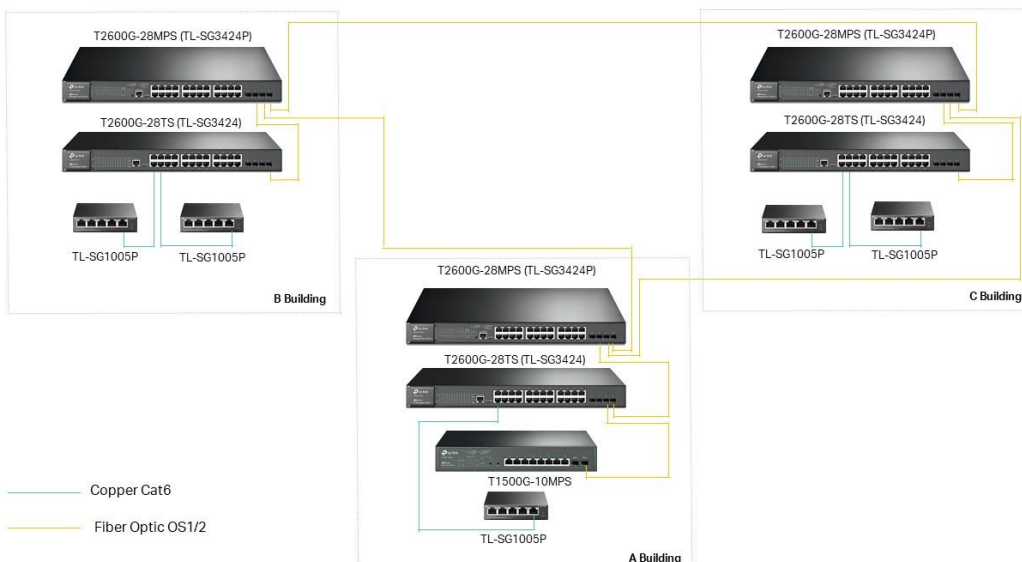 T2600G-28MPS (TL-SG3424P)
T2600G-28TS (TL-SG3424)
TL-SG1005P
TL-SG1005P
B Building
T2600G-28MPS (TL-SG3424P)
T2600G-28TS (TL-SG3424)
TL-SG1005P
TL-SG1005P
C Building
T2600G-28MPS (TL-SG3424P)
T2600G-28TS (TL-SG3424)
T1500G-10MPS
TL-SG1005P
A Building
Copper Cat6
Fiber Optic OS1/2